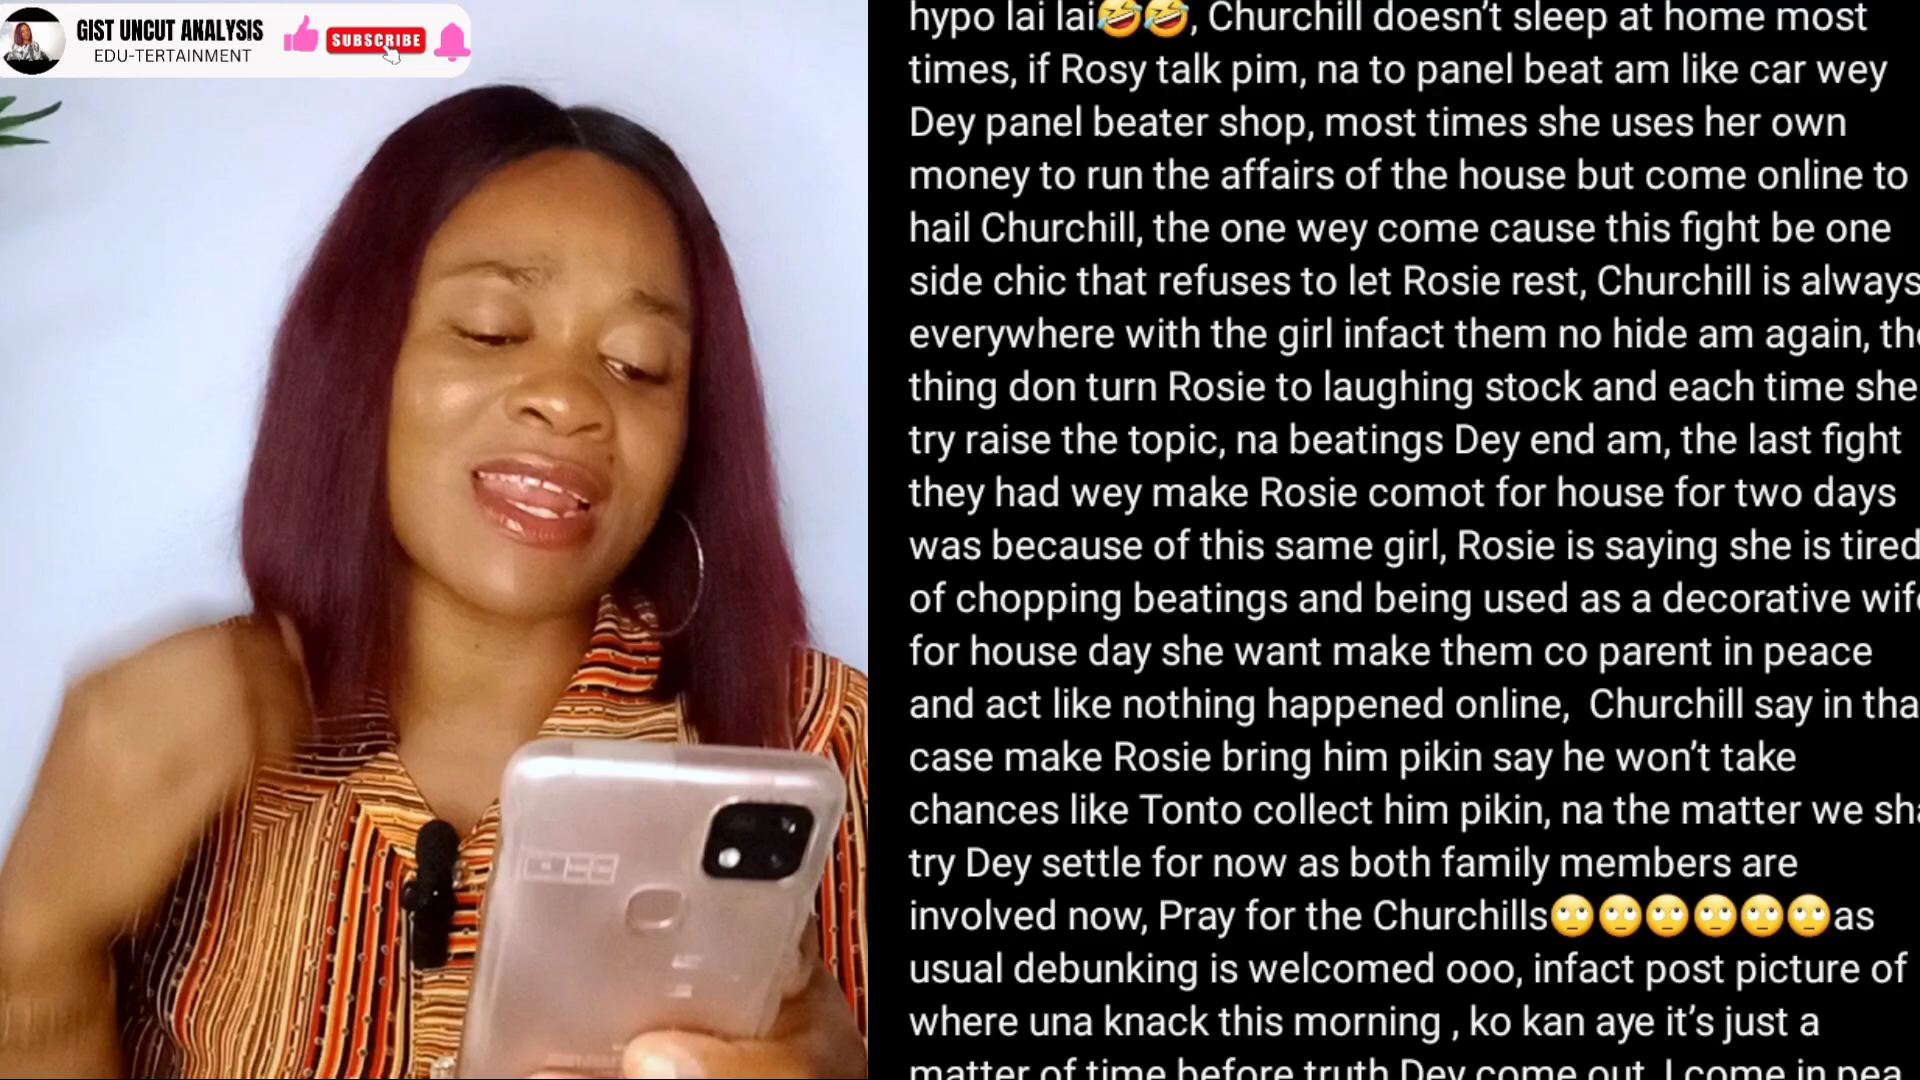 GIST UNCUT ANALYSIS
EDU-TERTAINMENT
SUBSCRIBE
hypo lai lai🤣🤣, Churchill doesn’t sleep at home most
times, if Rosy talk pim, na to panel beat am like car wey
Dey panel beater shop, most times she uses her own
money to run the affairs of the house but come online to
hail Churchill, the one wey come cause this fight be one
side chic that refuses to let Rosie rest, Churchill is always
everywhere with the girl infact them no hide am again,
thing don turn Rosie to laughing stock and each time she
try raise the topic, na beatings Dey end am, the last fight
they had wey make Rosie comot for house for two days
was because of this same girl, Rosie is saying she is tired
of chopping beatings and being used as a decorative
for house day she want make them co parent in peace
and act like nothing happened online,  Churchill say in
case make Rosie bring him pikin say he won’t take
chances like Tonto collect him pikin, na the matter we
try Dey settle for now as both family members are
involved now, Pray for the Churchills🙄🙄🙄🙄🙄🙄as
usual debunking is welcomed ooo, infact post picture of
where una knack this morning , ko kan aye it’s just a
matter of time before truth Dey come out, I come in